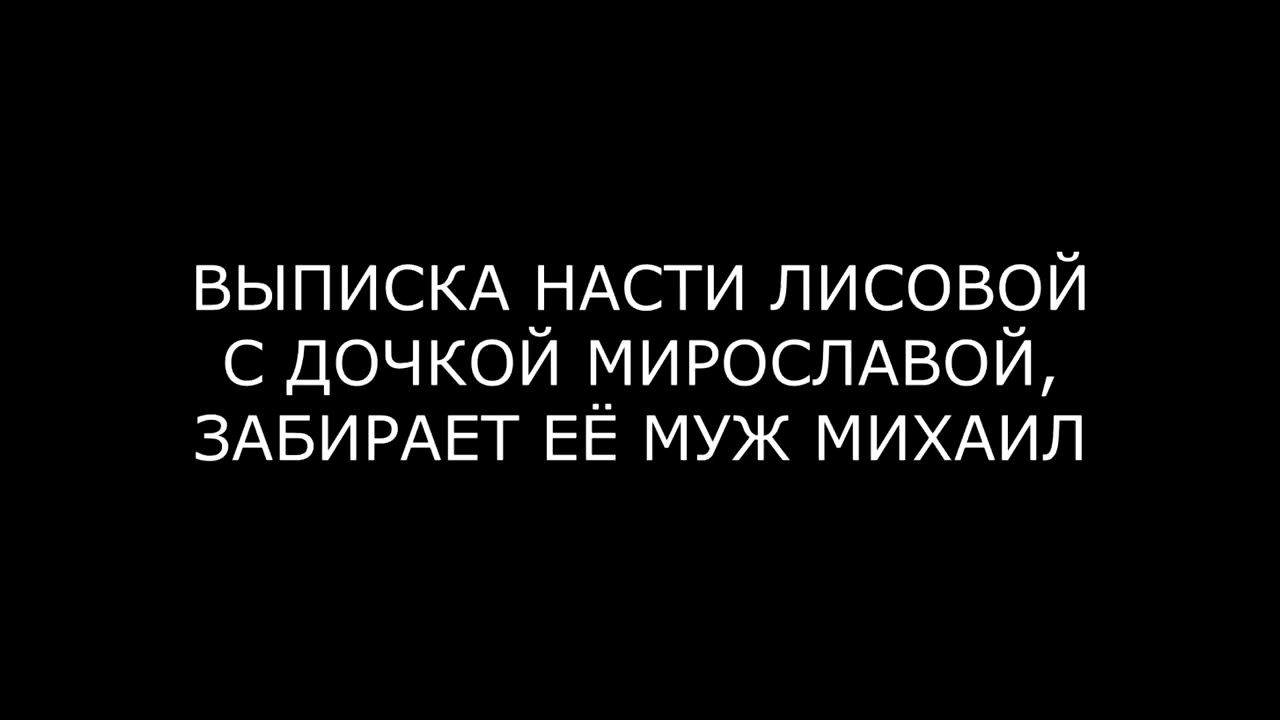 ВЫПИСКА НАСТИ ЛИСОВОЙ
С ДОЧКОЙ МИРОСЛАВОЙ,
ЗАБИРАЕТ ЕЁ МУЖ МИХАИЛ